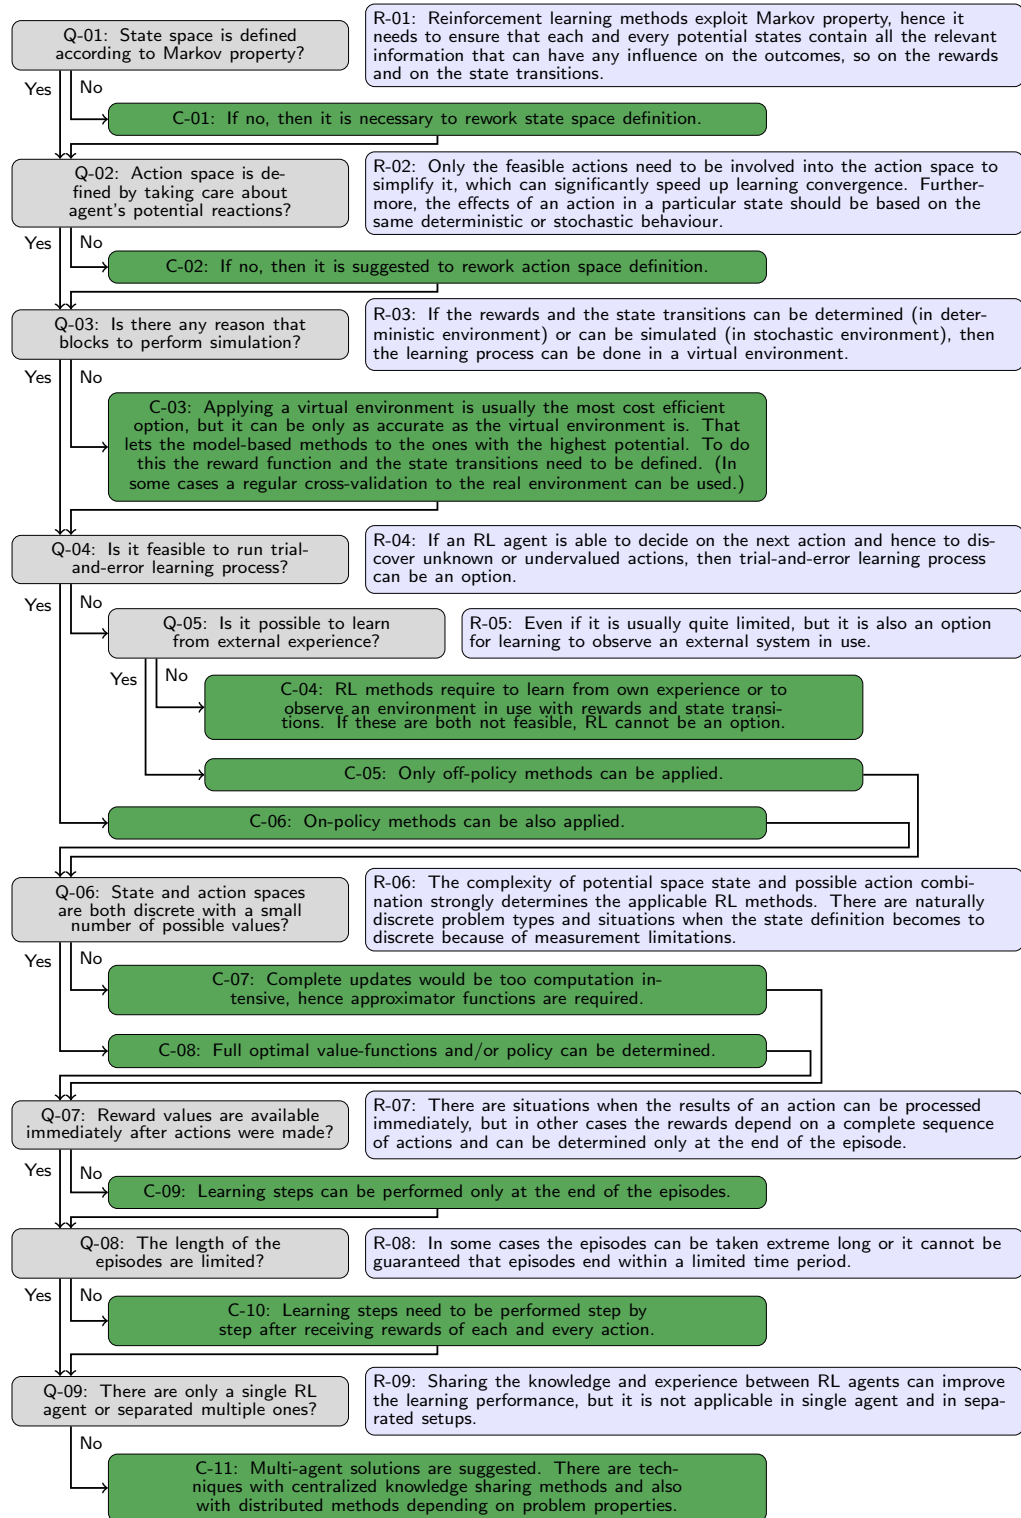 Q-01: State space is defined
according to Markov property?
R-01: Reinforcement learning methods exploit Markov property, hence it
needs to ensure that each and every potential states contain all the relevant
information that can have any influence on the outcomes, so on the rewards
and on the state transitions.
Yes
No
C-01: If no, then it is necessary to rework state space definition.
Q-02: Action space is de-
fined by taking care about
agent's potential reactions?
R-02: Only the feasible actions need to be involved into the action space to
simplify it, which can significantly speed up learning convergence. Further-
more, the effects of an action in a particular state should be based on the
same deterministic or stochastic behaviour.
Yes
No
C-02: If no, then it is suggested to rework action space definition.
Q-03: Is there any reason that
blocks to perform simulation?
R-03: If the rewards and the state transitions can be determined (in deter-
ministic environment) or can be simulated (in stochastic environment), then
the learning process can be done in a virtual environment.
Yes
No
C-03: Applying a virtual environment is usually the most cost efficient
option, but it can be only as accurate as the virtual environment is. That
lets the model-based methods to the ones with the highest potential. To do
this the reward function and the state transitions need to be defined. (In
some cases a regular cross-validation to the real environment can be used.)
Q-04: Is it feasible to run trial-
and-error learning process?
R-04: If an RL agent is able to decide on the next action and hence to dis-
cover unknown or undervalued actions, then trial-and-error learning process
can be an option.
Yes
No
Q-05: Is it possible to learn
from external experience?
R-05: Even if it is usually quite limited, but it is also an option
for learning to observe an external system in use.
Yes
No
C-04: RL methods require to learn from own experience or to
observe an environment in use with rewards and state transi-
tions. If these are both not feasible, RL cannot be an option.
C-05: Only off-policy methods can be applied.
C-06: On-policy methods can be also applied.
Q-06: State and action spaces
are both discrete with a small
number of possible values?
R-06: The complexity of potential space state and possible action combi-
nation strongly determines the applicable RL methods. There are naturally
discrete problem types and situations when the state definition becomes to
discrete because of measurement limitations.
Yes
No
C-07: Complete updates would be too computation in-
tensive, hence approximator functions are required.
C-08: Full optimal value-functions and/or policy can be determined.
Q-07: Reward values are available
immediately after actions were made?
R-07: There are situations when the results of an action can be processed
immediately, but in other cases the rewards depend on a complete sequence
of actions and can be determined only at the end of the episode.
Yes
No
C-09: Learning steps can be performed only at the end of the episodes.
Q-08: The length of the
episodes are limited?
R-08: In some cases the episodes can be taken extreme long or it cannot be
guaranteed that episodes end within a limited time period.
Yes
No
C-10: Learning steps need to be performed step by
step after receiving rewards of each and every action.
Q-09: There are only a single RL
agent or separated multiple ones?
R-09: Sharing the knowledge and experience between RL agents can improve
the learning performance, but it is not applicable in single agent and in sepa-
rated setups.
No
C-11: Multi-agent solutions are suggested. There are tech-
niques with centralized knowledge sharing methods and also
with distributed methods depending on problem properties.